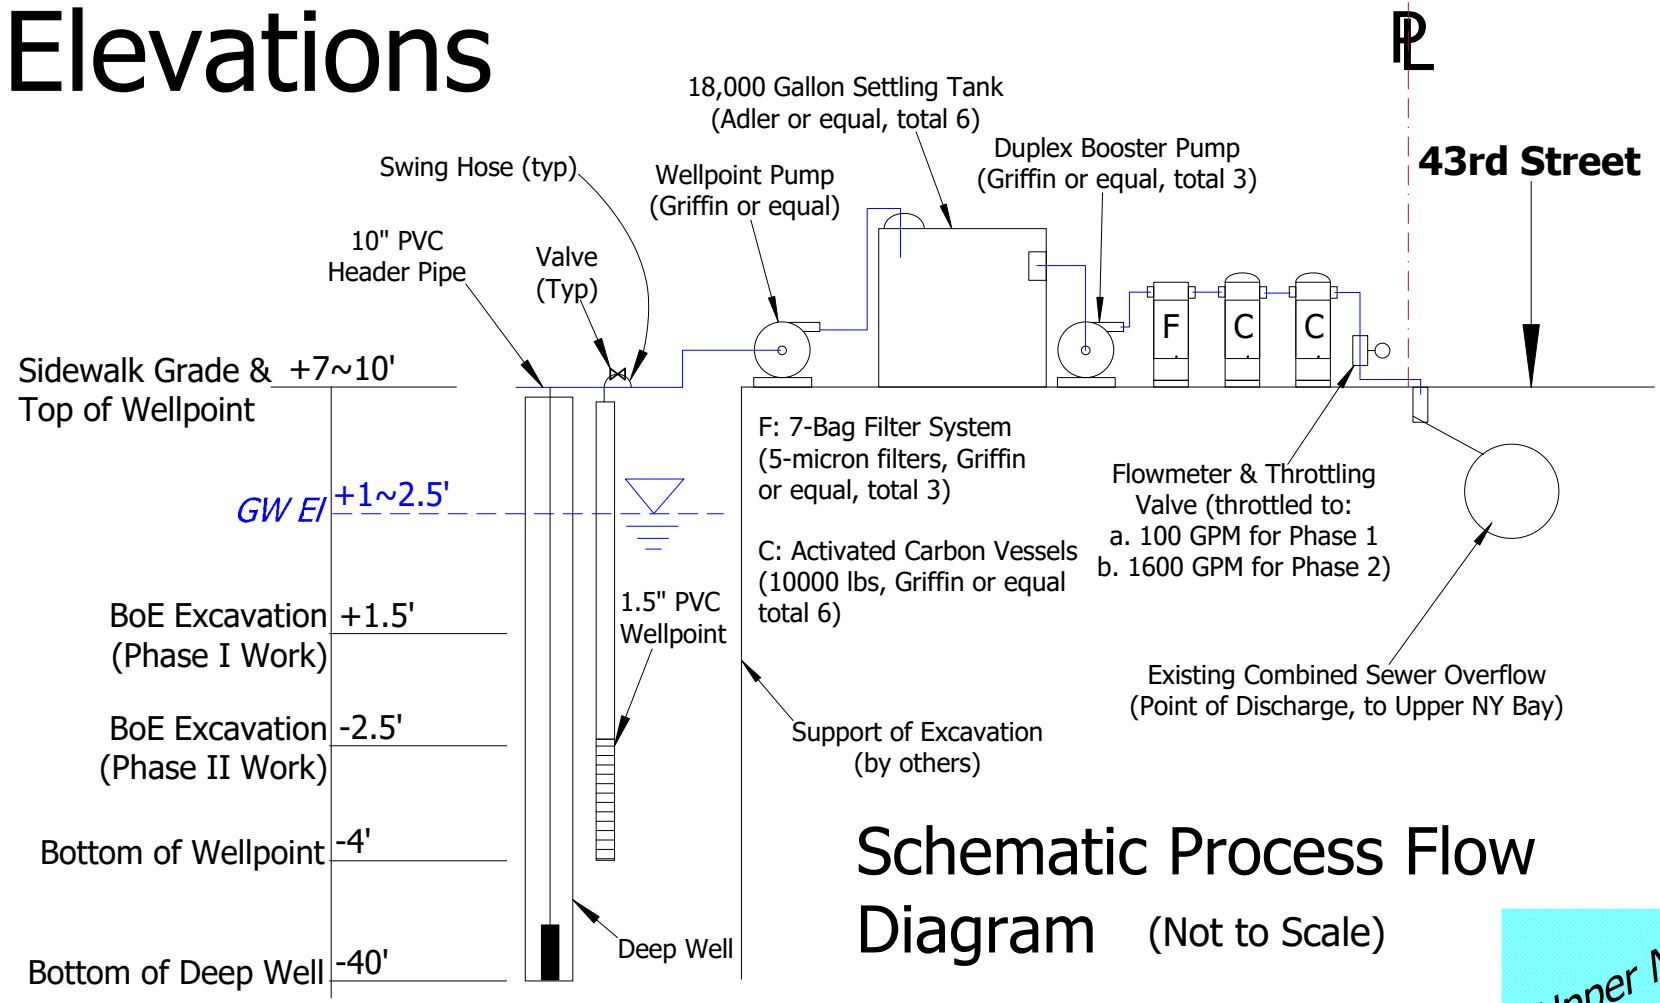 Elevations
PL
18,000 Gallon Settling Tank
(Adler or equal, total 6)
Duplex Booster Pump
(Griffin or equal, total 3)
43rd Street
Swing Hose (typ)
Wellpoint Pump
(Griffin or equal)
10" PVC
Header Pipe
Valve
(Typ)
F
C
C
Sidewalk Grade & +7~10'
Top of Wellpoint
F: 7-Bag Filter System
(5-micron filters, Griffin
or equal, total 3)
Flowmeter & Throttling
Valve (throttled to:
a. 100 GPM for Phase 1
b. 1600 GPM for Phase 2)
GW El +1~2.5'
C: Activated Carbon Vessels
(10000 lbs, Griffin or equal
total 6)
BoE Excavation +1.5'
(Phase I Work)
1.5" PVC
Wellpoint
Existing Combined Sewer Overflow
(Point of Discharge, to Upper NY Bay)
BoE Excavation -2.5'
(Phase II Work)
Support of Excavation
(by others)
Bottom of Wellpoint -4'
Schematic Process Flow
Diagram (Not to Scale)
Deep Well
Bottom of Deep Well -40'
Upper